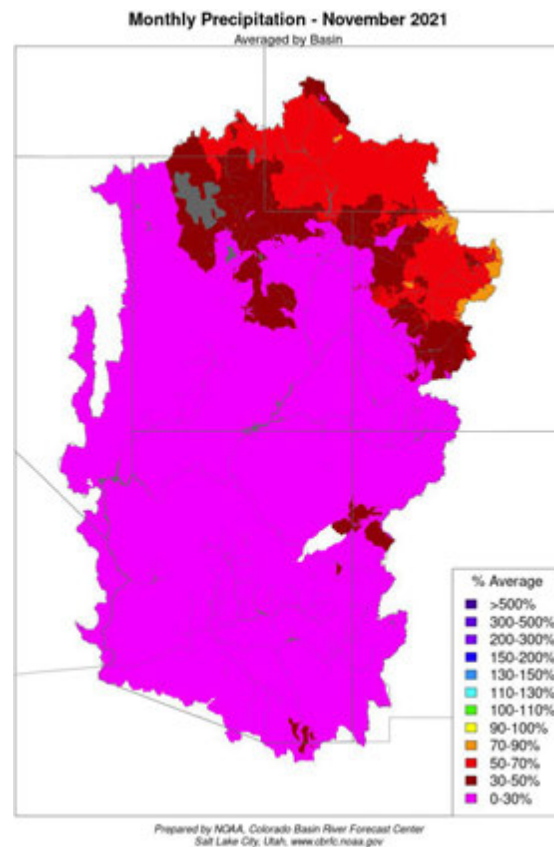 Monthly Precipitation - November 2021
Averaged by Basin
% Average
>500%
300-500%
200-300%
150-200%
130-150%
110-130%
100-110%
90-100%
70-90%
50-70%
30-50%
0-30%
Prepared by NOAA, Colorado Basin River Forecast Center
Salt Lake City, Utah, www.cbrfc.noaa.gov